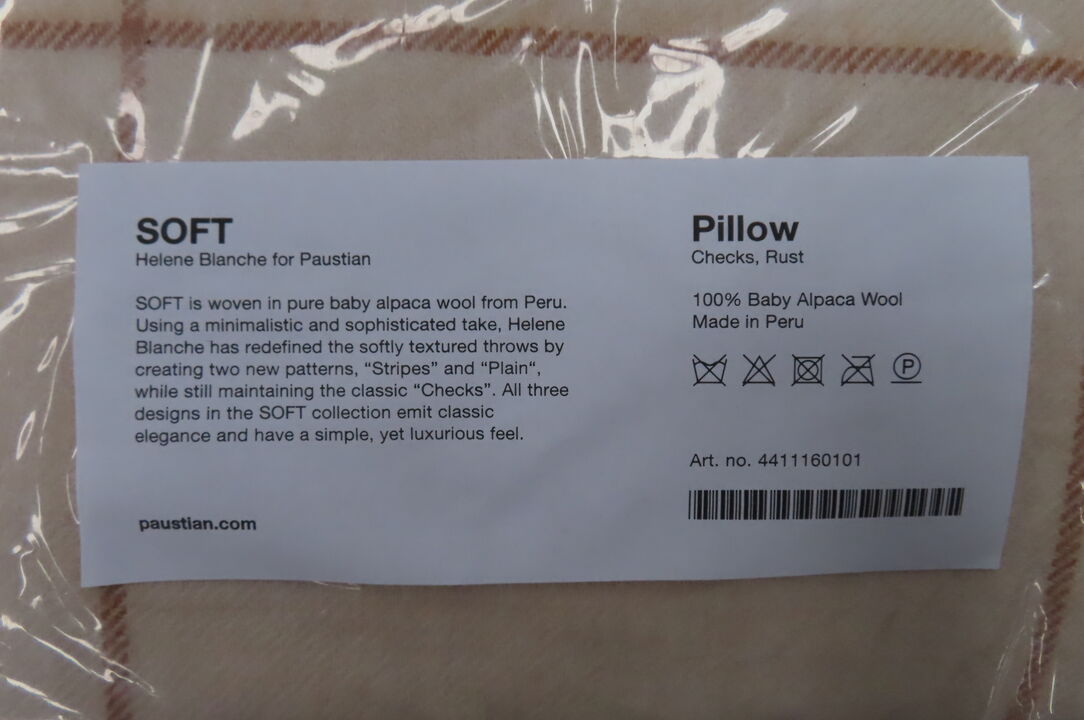 SOFT
Helene Blanche for Paustian
SOFT is woven in pure baby alpaca wool from Peru.
Using a minimalistic and sophisticated take, Helene
Blanche has redefined the softly textured throws by
creating two new patterns, “Stripes” and “Plain“,
while still maintaining the classic “Checks”. All three
designs in the SOFT collection emit classic
elegance and have a simple, yet luxurious feel.
paustian.com
Pillow
Checks, Rust
100% Baby Alpaca Wool
Made in Peru
P
Art. no. 4411160101